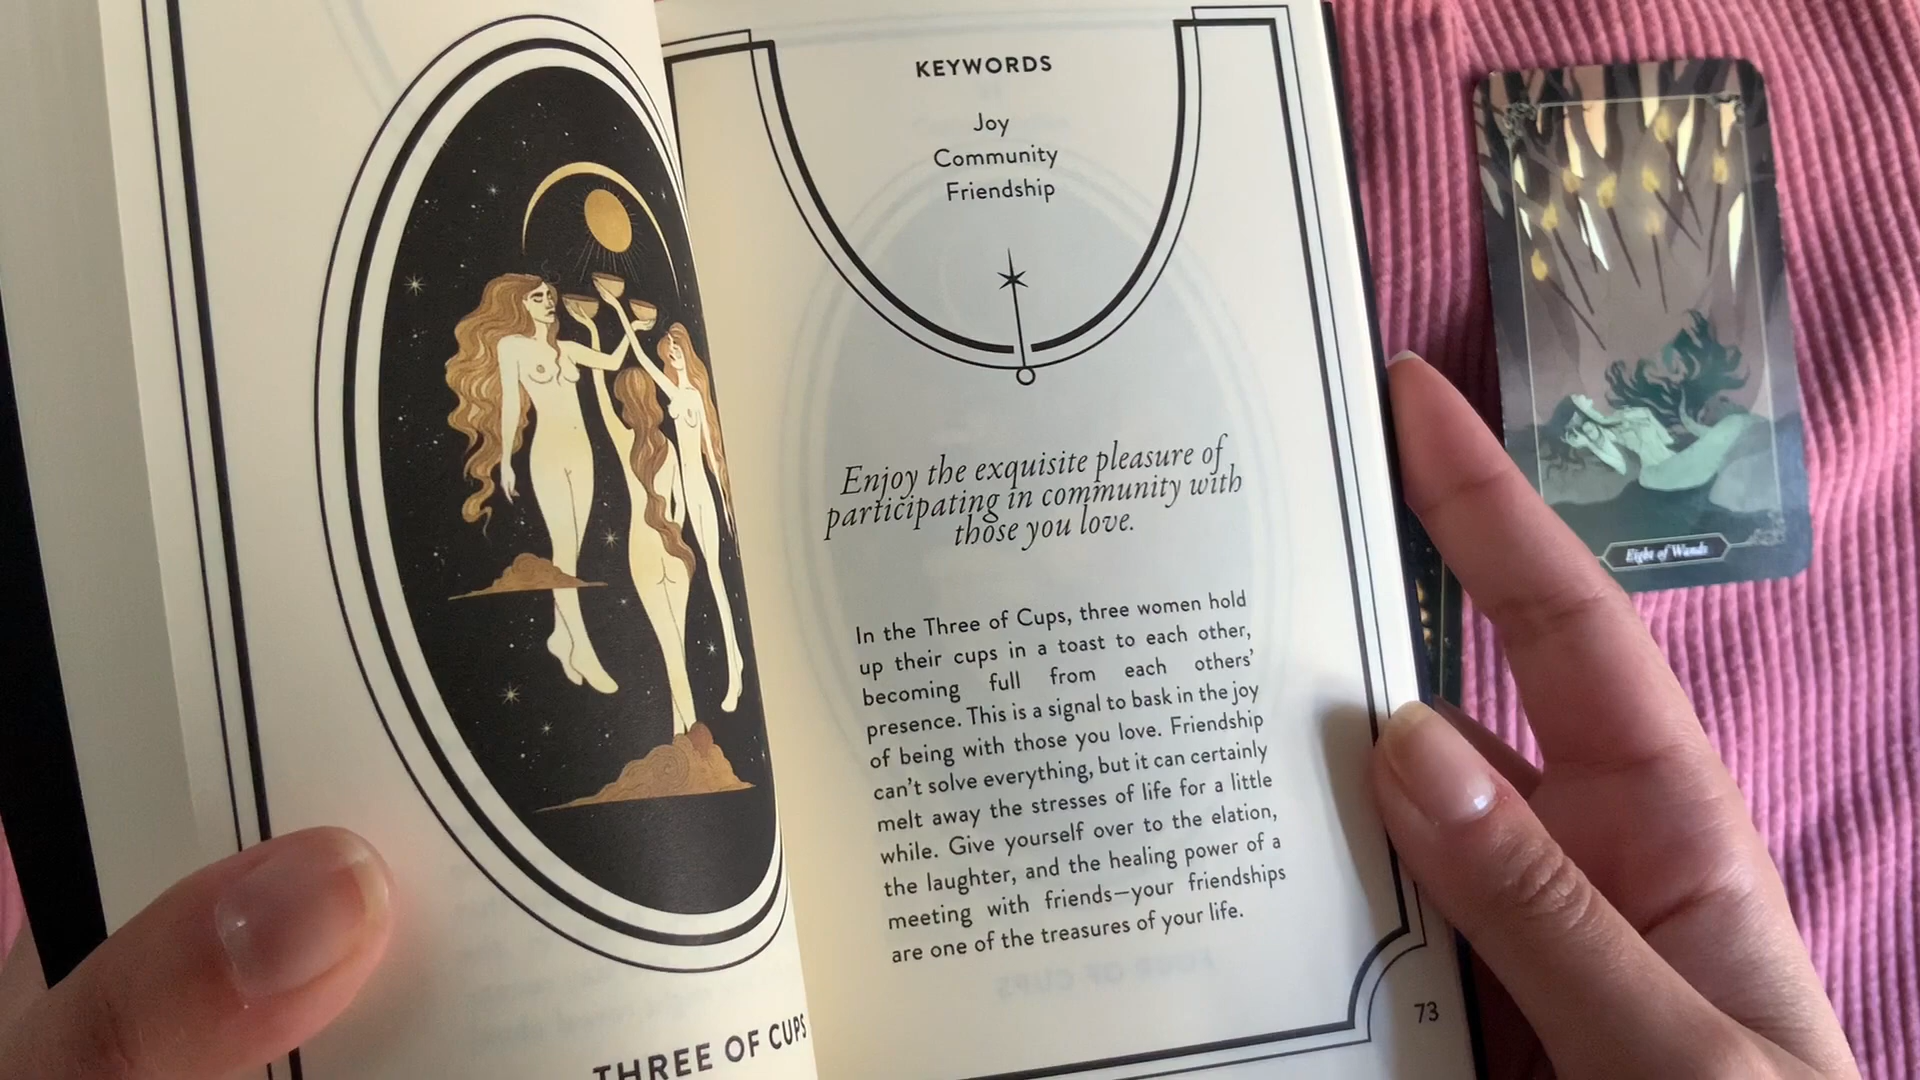 THREE OF CUPS
KEYWORDS
Joy
Community
Friendship
Enjoy the exquisite pleasure of
participating in community with
those you love.
In the Three of Cups, three women hold
up their cups in a toast to each other,
becoming full from each others'
presence. This is a signal to bask in the joy
of being with those you love. Friendship
can't solve everything, but it can certainly
melt away the stresses of life for a little
while. Give yourself over to the elation,
the laughter, and the healing power of a
meeting with friends—your friendships
are one of the treasures of your life.
73
Eight of Wands